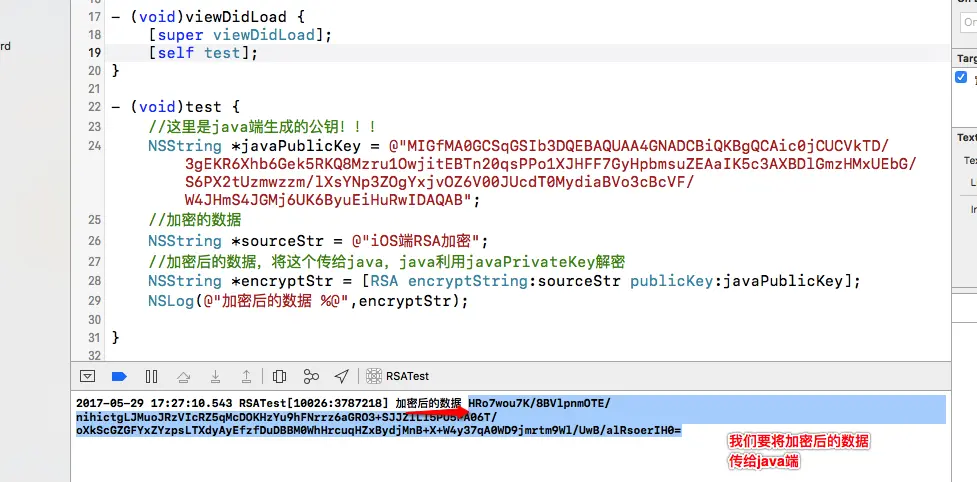 17 - (void)viewDidLoad {
18 [super viewDidLoad];
rd
19 [self test];
20 }
21
22 - (void)test {
23 //这里是java端生成的公钥！！！
24 NSString *javaPublicKey = @"MIGfMA0GCSqGSIb3DQEBAQUAA4GNADCBiQKBgQCAic0jCUCVkTD/
3gEKR6Xhb6Gek5RKQ8Mzru1OwjitEBTn20qsPPo1XJHFF7GyHpbmsuZEAaIK5c3AXBDlGmzHMxUEbG/
S6PX2tUzmwzzm/lXsYNp3ZOgYxjvOZ6V00JUcdT0MydiaBVo3cBcVF/
W4JHmS4JGMj6UK6ByuEiHuRwIDAQAB";
25 //加密的数据
26 NSString *sourceStr = @"iOS端RSA加密";
27 //加密后的数据，将这个传给java，java利用javaPrivateKey解密
28 NSString *encryptStr = [RSA encryptString:sourceStr publicKey:javaPublicKey];
29 NSLog(@"加密后的数据 %@",encryptStr);
30
31 }
32
RSATest
2017-05-29 17:27:10.543 RSATest[10026:3787218] 加密后的数据 HRo7wou7K/8BVlpnmOTE/
oXkScGZGFYxZYzpsLTXdyAyEfzfDuDBBM0WhHrcuqHZxBydjMnB+X+W4y37qA0WD9jmrtm9Wl/UwB/alRsoerIH0=
我们要将加密后的数据
传给java端